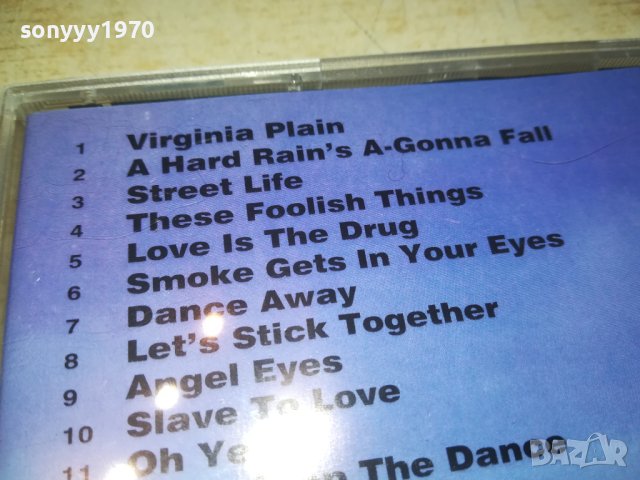 sonyyy1970
1 Virginia Plain
2 A Hard Rain's A-Gonna Fall
3 Street Life
4 These Foolish Things
5 Love Is The Drug
6 Smoke Gets In Your Eyes
7 Dance Away
8 Let's Stick Together
9 Angel Eyes
10 Slave To Love
11 Oh
The Dance
BAZAR